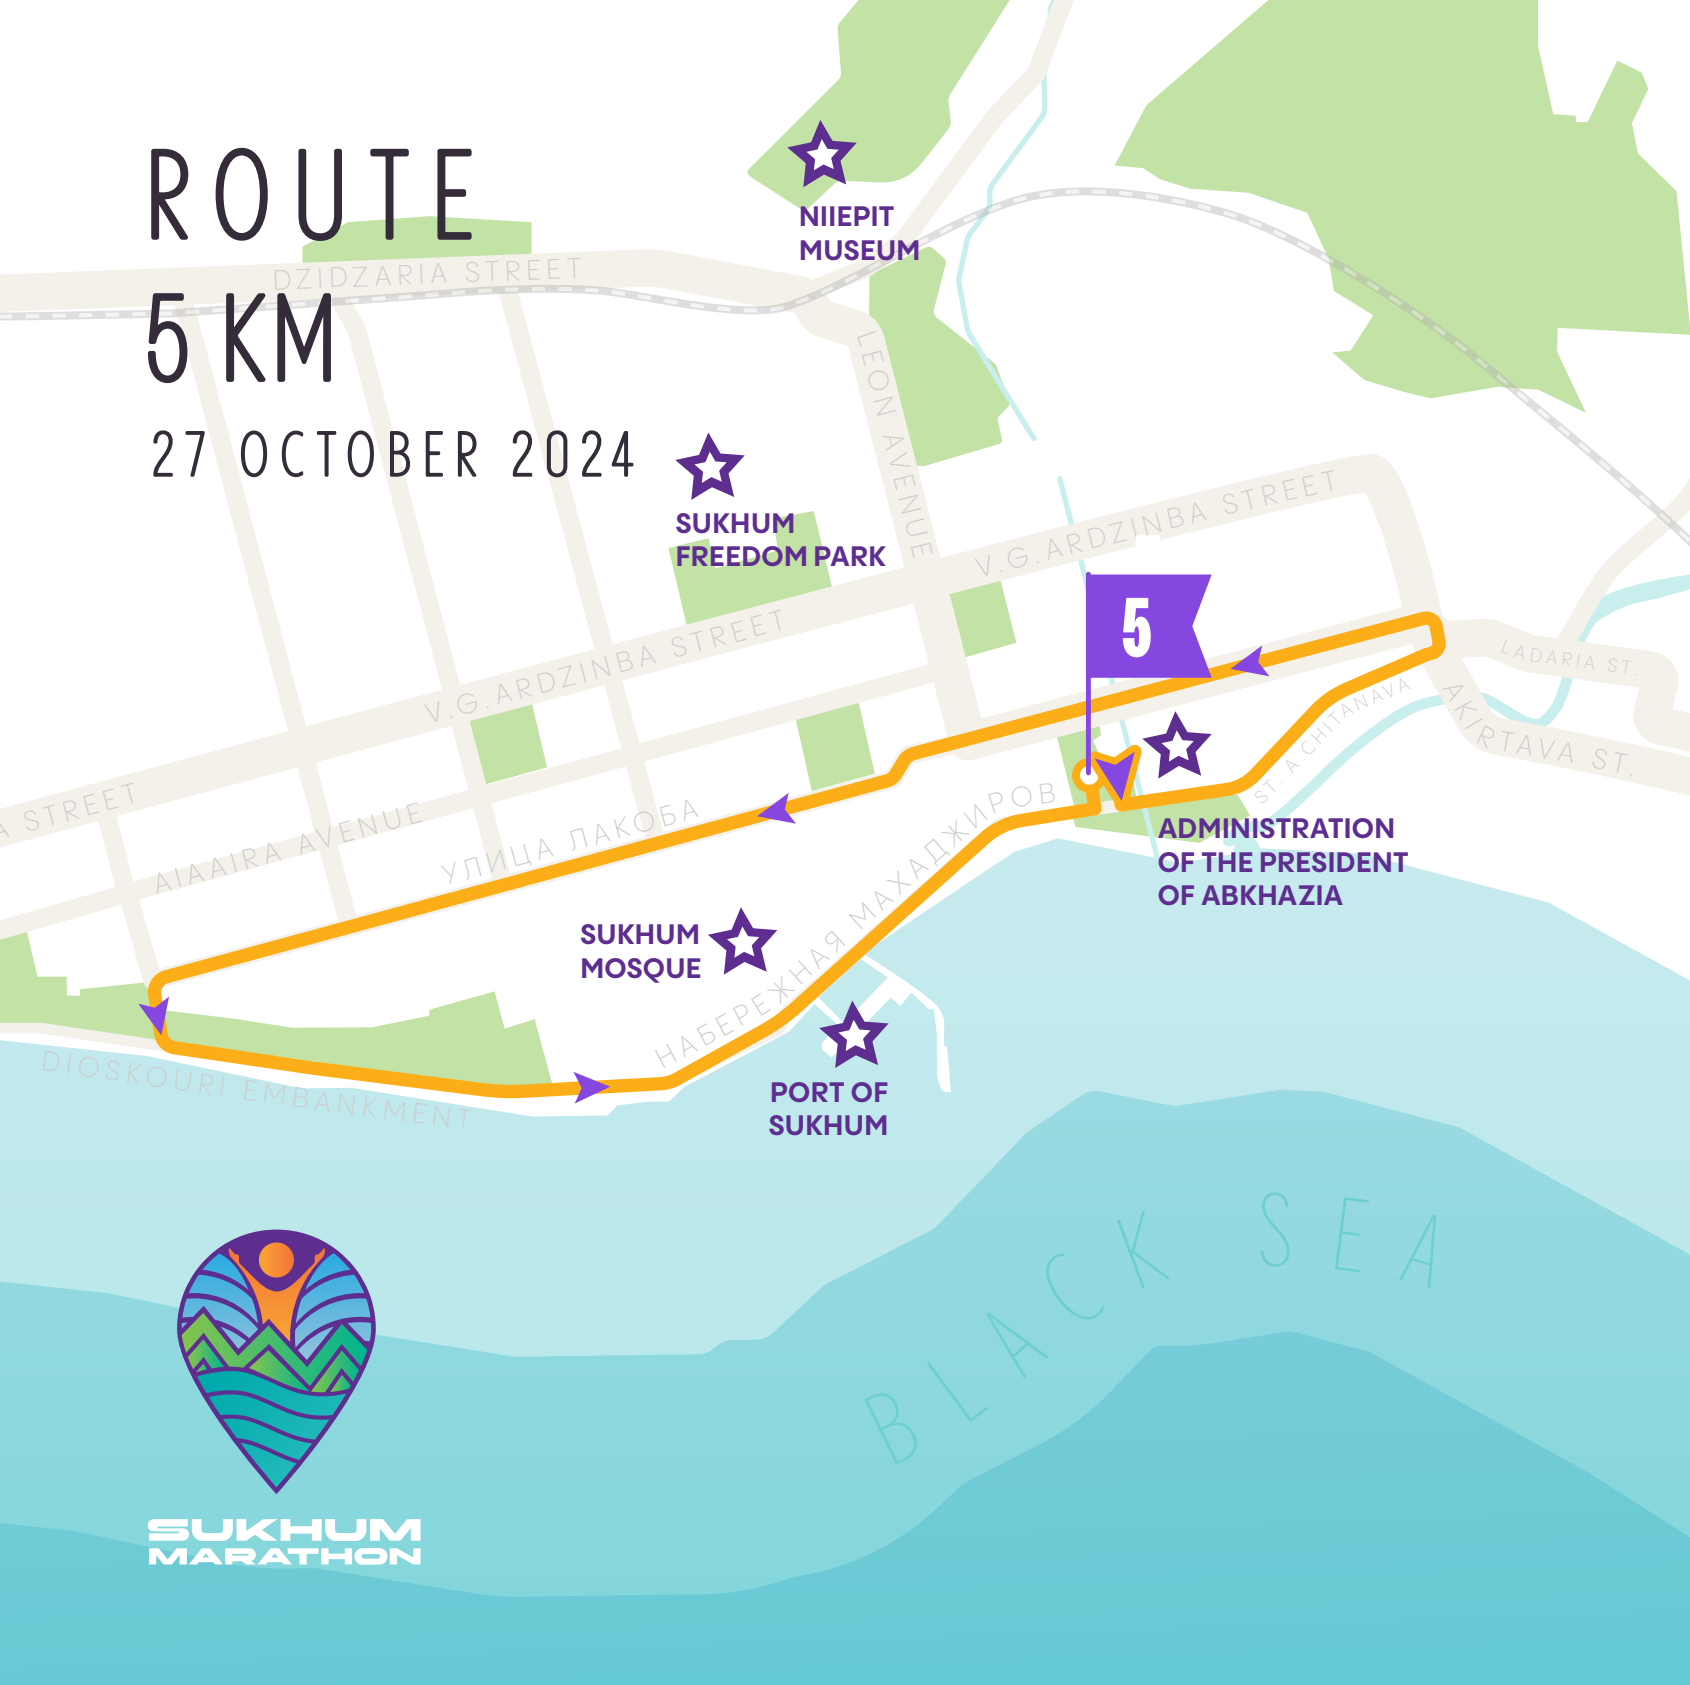 ROUTE
5 KM
27 OCTOBER 2024
NIIEPIT
MUSEUM
DZIDZARIA STREET
LEON AVENUE
SUKHUM
FREEDOM PARK
V.G.ARDZINBA STREET
V.G.ARDZINBA STREET
5
LADARIA ST.
AKIRTAVA ST.
ST. A.CHITANAVA
A STREET
AIAAIRA AVENUE
УЛИЦА ЛАКОБА
НАБЕРЕЖНАЯ МАХАДЖИРОВ
ADMINISTRATION
OF THE PRESIDENT
OF ABKHAZIA
SUKHUM
MOSQUE
DIOSKOURI EMBANKMENT
PORT OF
SUKHUM
BLACK SEA
SUKHUM
MARATHON